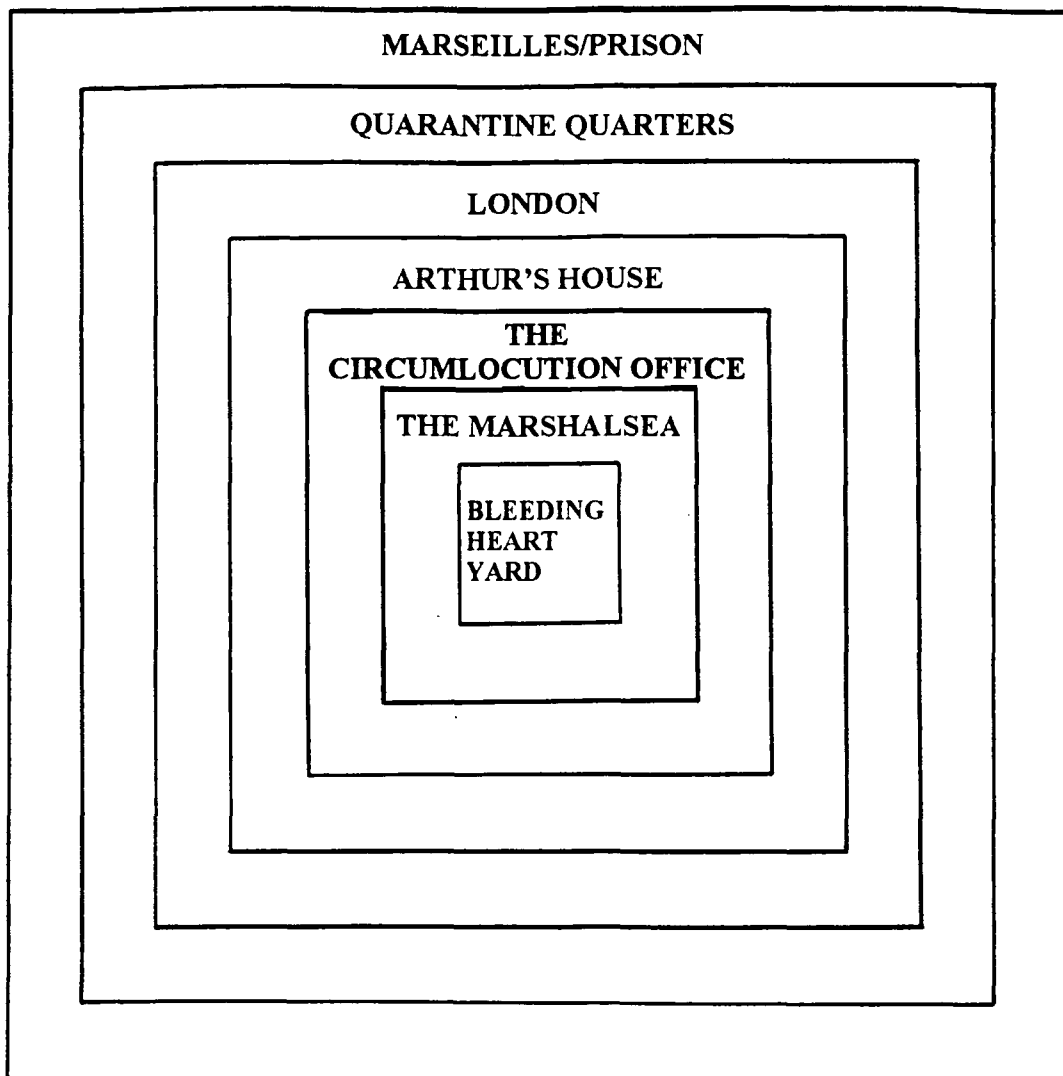 MARSEILLES/PRISON
QUARANTINE QUARTERS
LONDON
ARTHUR'S HOUSE
THE
CIRCUMLOCUTION OFFICE
THE MARSHALSEA
BLEEDING
HEART
YARD